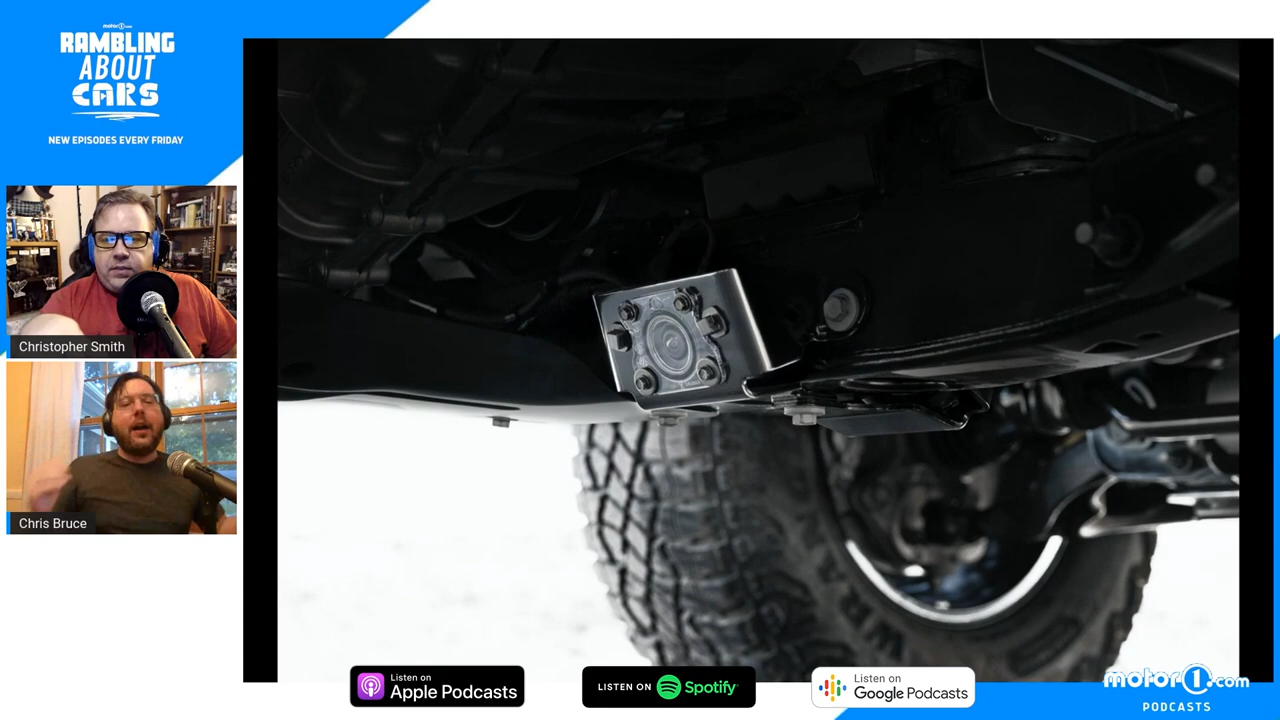 motor1.com
RAMBLING
ABOUT
CARS
NEW EPISODES EVERY FRIDAY
Christopher Smith
Chris Bruce
Listen on
Apple Podcasts
LISTEN ON
Spotify
Listen on
Google Podcasts
motor1.com
PODCASTS